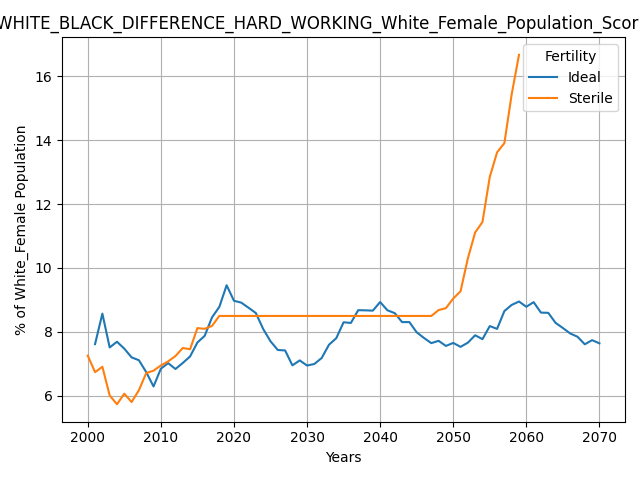 WHITE_BLACK_DIFFERENCE_HARD_WORKING_White_Female_Population_Scor
Fertility
Ideal
Sterile
% of White_Female Population
16
14
12
10
8
6
2000 2010 2020 2030 2040 2050 2060 2070
Years